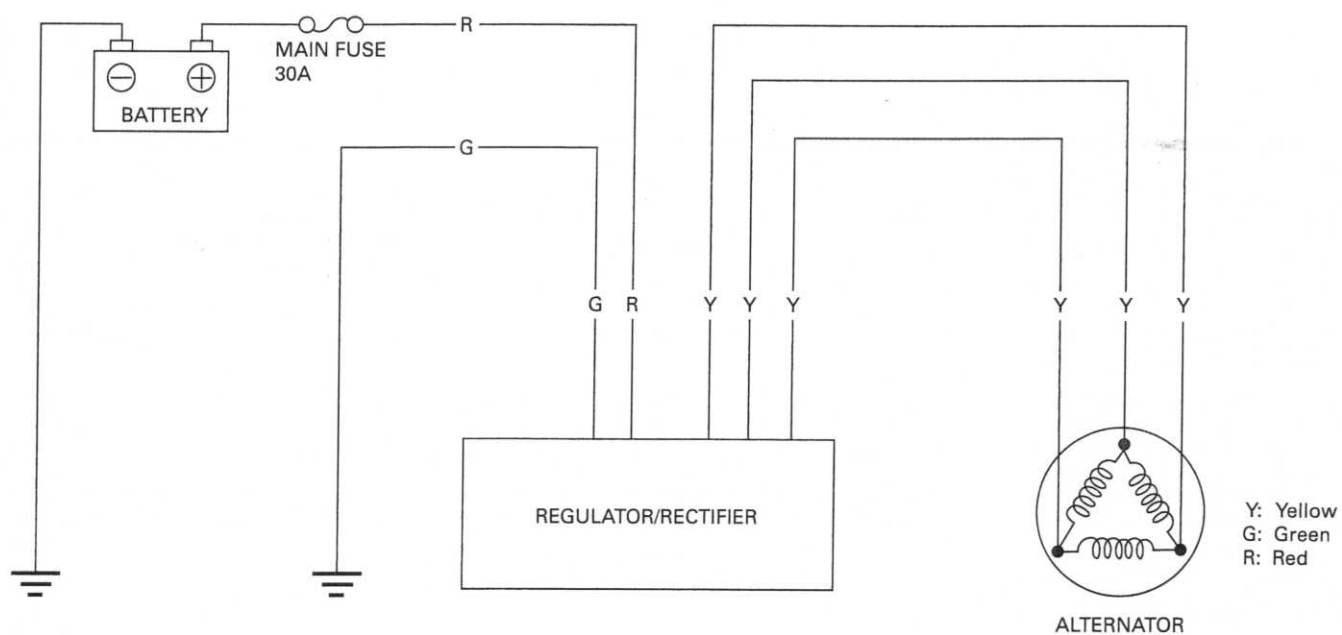 R
MAIN FUSE
30A
BATTERY
G
G R Y Y Y Y Y Y
REGULATOR/RECTIFIER
Y: Yellow
G: Green
R: Red
ALTERNATOR